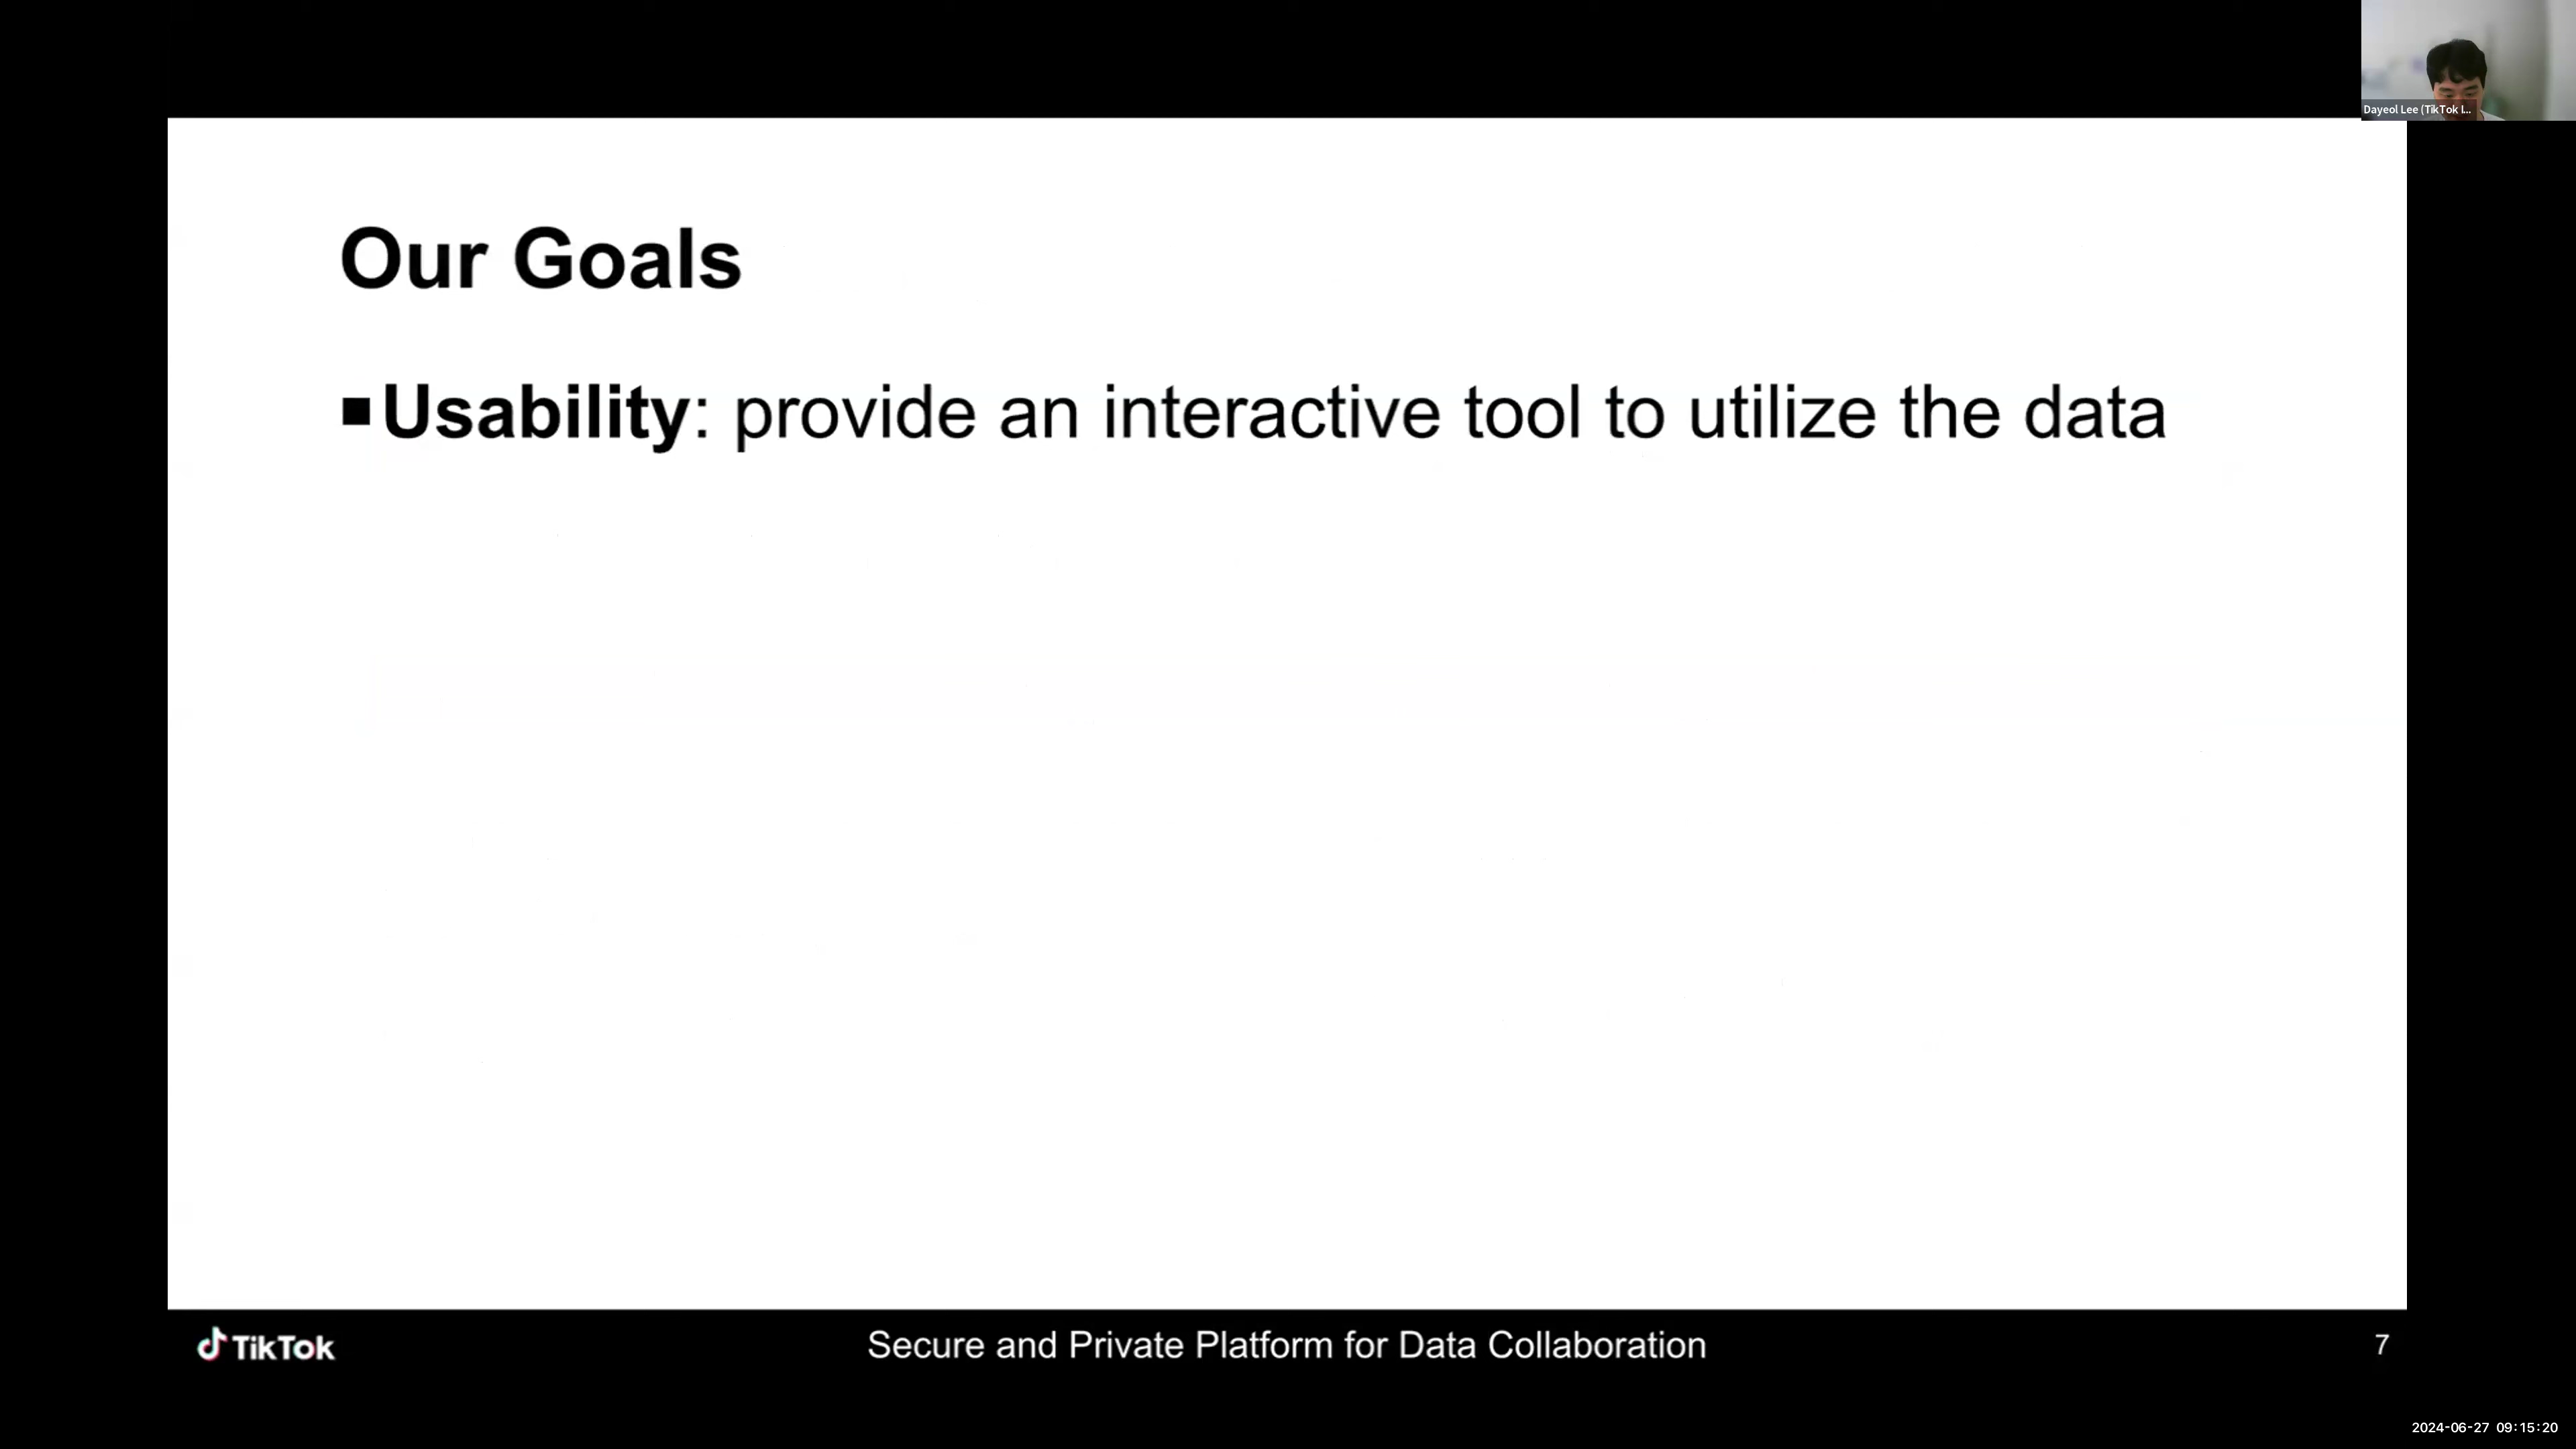 Dayeol Lee (TikTok I...
Our Goals
▪Usability: provide an interactive tool to utilize the data
TikTok
Secure and Private Platform for Data Collaboration
7
2024-06-27 09:15:20